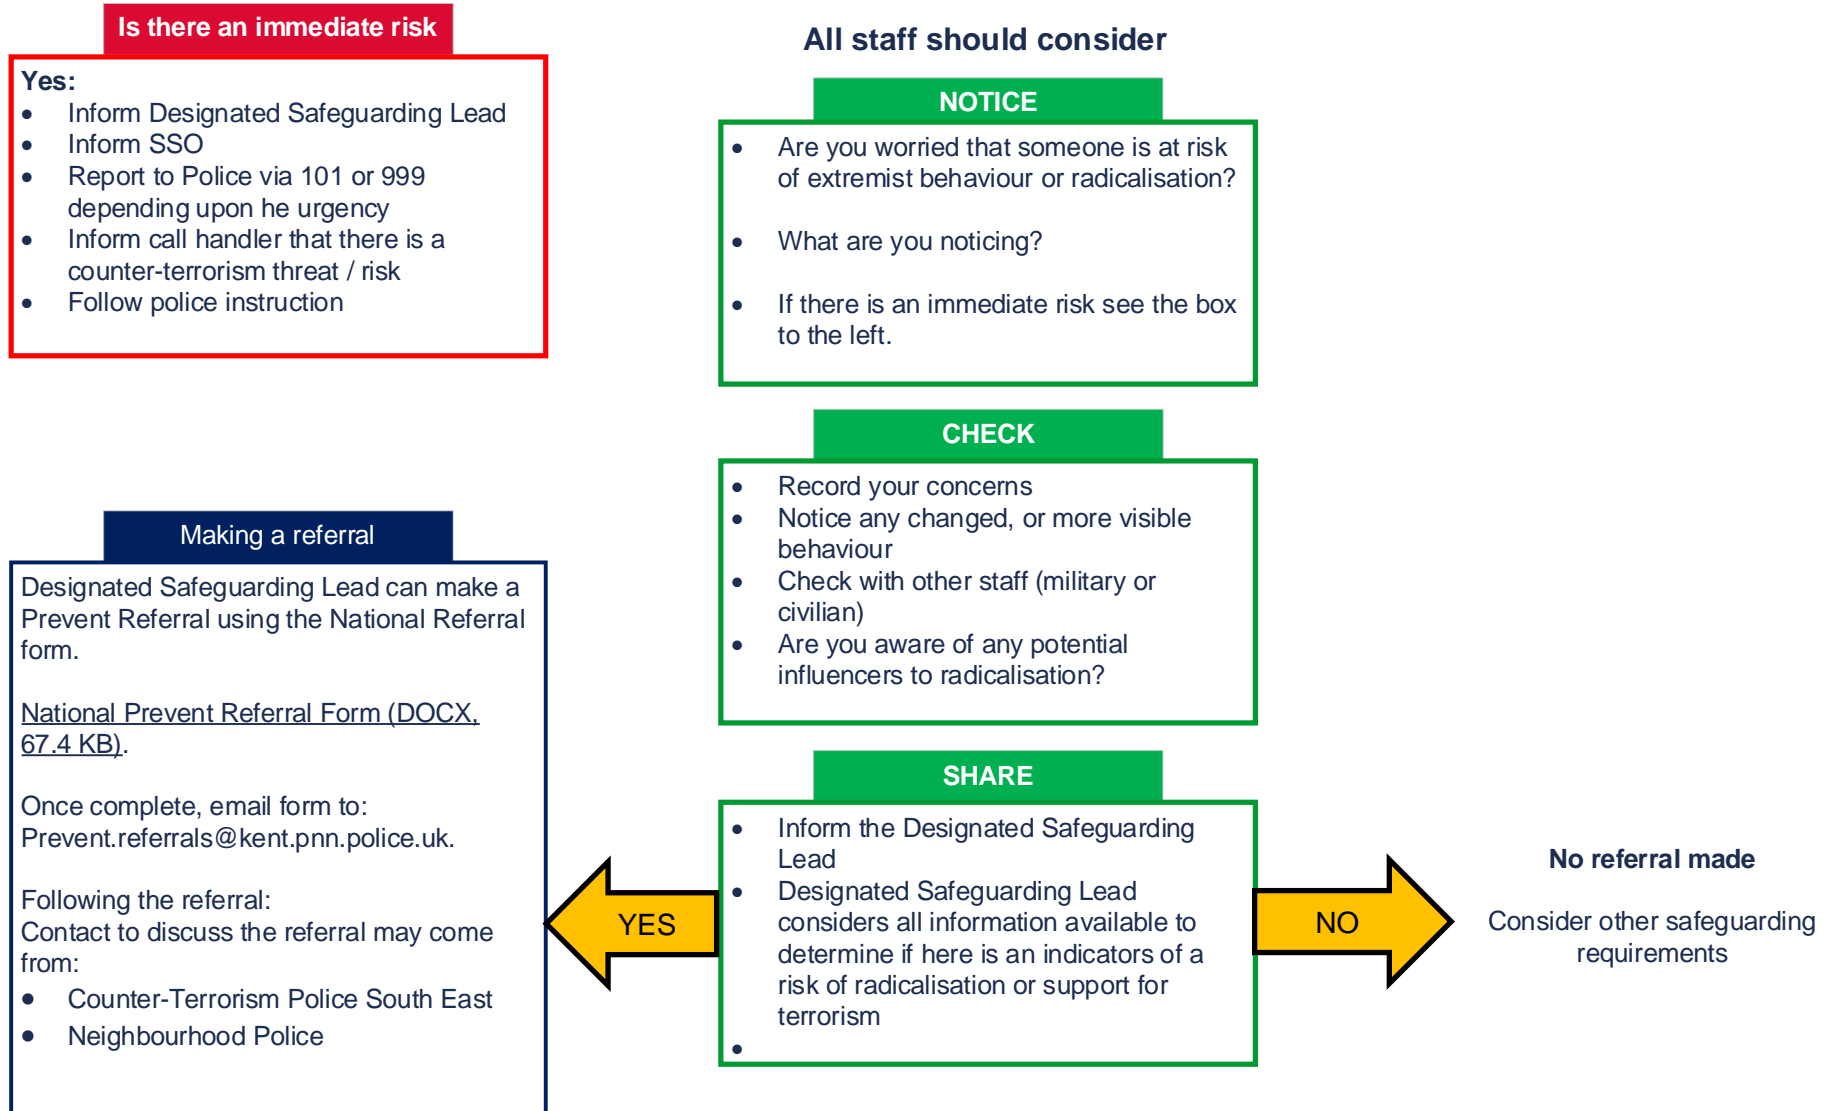 Is there an immediate risk
Yes:
• Inform Designated Safeguarding Lead
• Inform SSO
• Report to Police via 101 or 999
depending upon he urgency
• Inform call handler that there is a
counter-terrorism threat / risk
• Follow police instruction
All staff should consider
NOTICE
• Are you worried that someone is at risk
of extremist behaviour or radicalisation?
• What are you noticing?
• If there is an immediate risk see the box
to the left.
CHECK
• Record your concerns
• Notice any changed, or more visible
behaviour
• Check with other staff (military or
civilian)
• Are you aware of any potential
influencers to radicalisation?
SHARE
• Inform the Designated Safeguarding
Lead
• Designated Safeguarding Lead
considers all information available to
determine if here is an indicators of a
risk of radicalisation or support for
terrorism
•
YES
Making a referral
Designated Safeguarding Lead can make a
Prevent Referral using the National Referral
form.
National Prevent Referral Form (DOCX,
67.4 KB).
Once complete, email form to:
Prevent.referrals@kent.pnn.police.uk.
Following the referral:
Contact to discuss the referral may come
from:
• Counter-Terrorism Police South East
• Neighbourhood Police
NO
No referral made
Consider other safeguarding
requirements